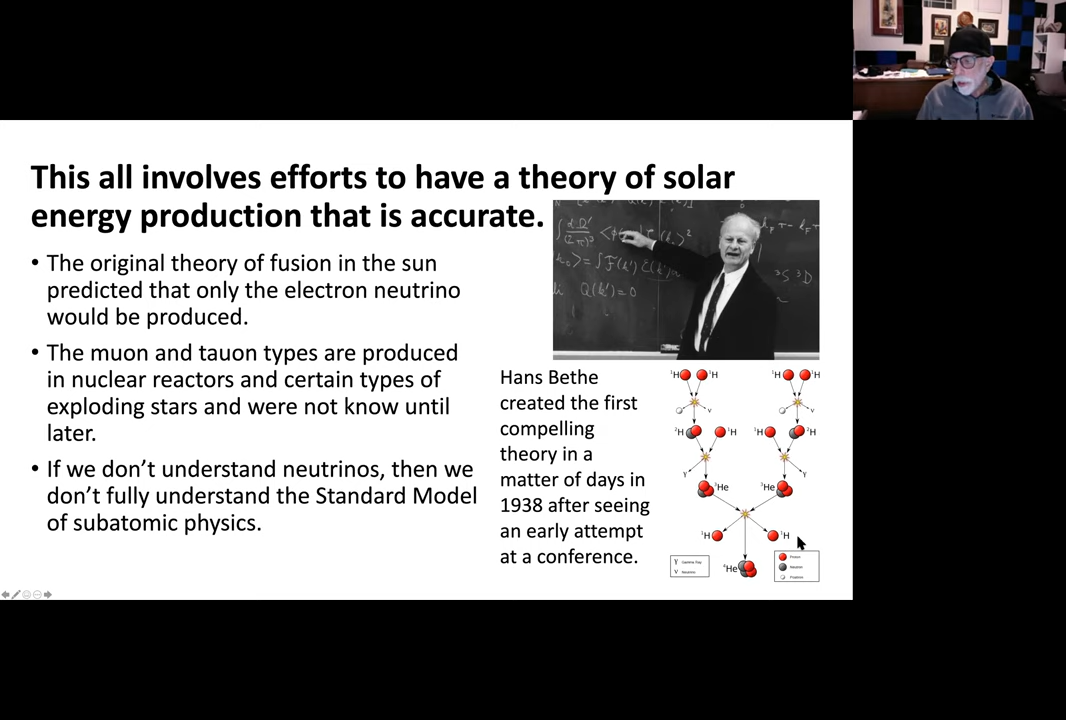 This all involves efforts to have a theory of solar
energy production that is accurate.
• The original theory of fusion in the sun
predicted that only the electron neutrino
would be produced.
• The muon and tauon types are produced
in nuclear reactors and certain types of
exploding stars and were not know until
later.
• If we don’t understand neutrinos, then we
don’t fully understand the Standard Model
of subatomic physics.
Hans Bethe
created the first
compelling
theory in a
matter of days in
1938 after seeing
an early attempt
at a conference.
¹H ¹H ¹H ¹H
ν ν
²H ¹H ¹H ²H
γ γ
³He ³He
¹H ¹H
⁴He
γ Gamma Ray
ν Neutrino
Proton
Neutron
Positron
Q(k')=0
³S ³D